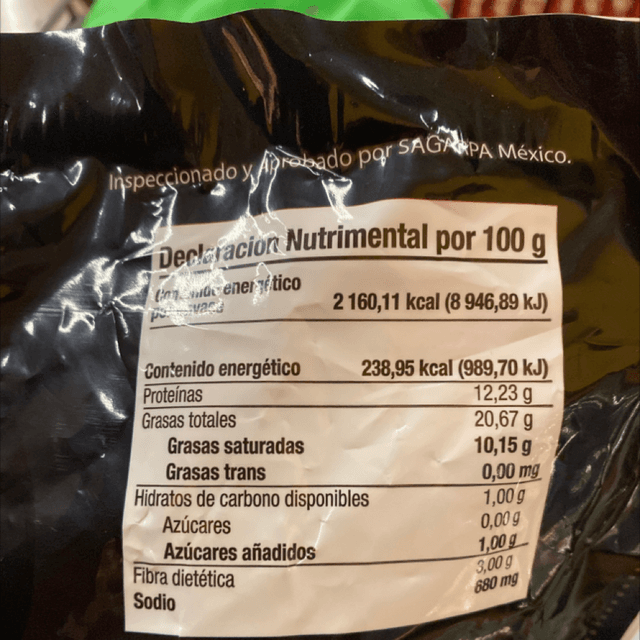 Inspeccionado y Aprobado por SAGARPA México.
Declaración Nutrimental por 100 g
energético
2 160,11 kcal (8 946,89 kJ)
Contenido energético 238,95 kcal (989,70 kJ)
Proteínas 12,23 g
Grasas totales 20,67 g
Grasas saturadas 10,15 g
Grasas trans 0,00 mg
Hidratos de carbono disponibles 1,00 g
Azúcares 0,00 g
Azúcares añadidos 1,00 g
Fibra dietética 3,00 g
Sodio 680 mg